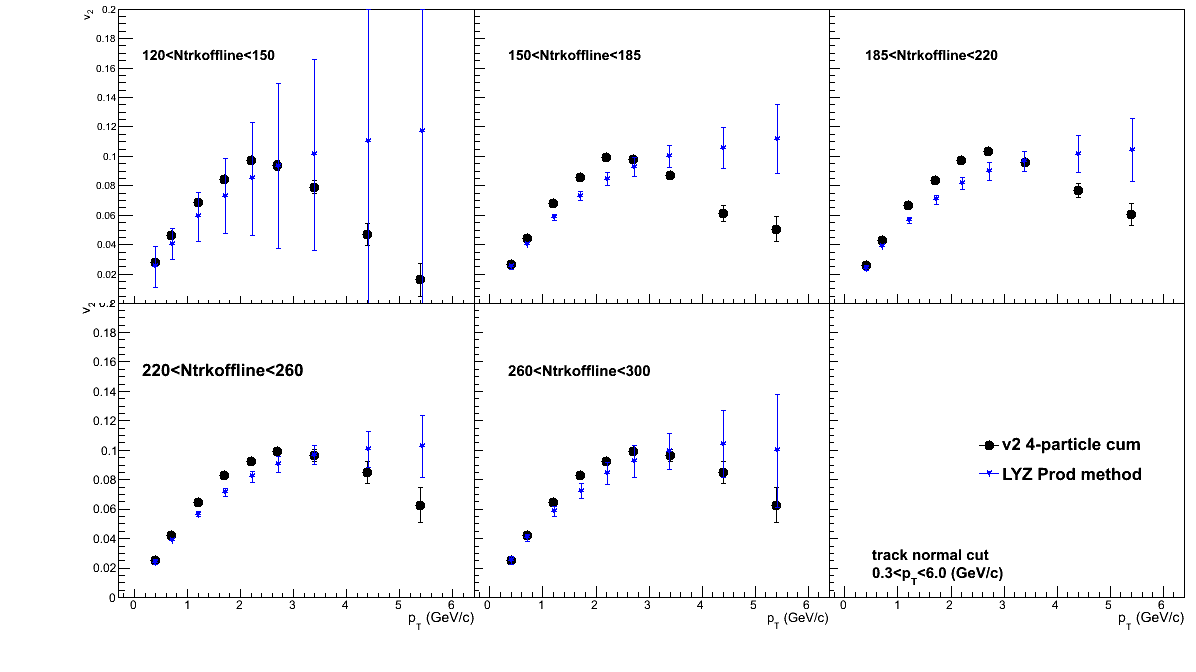 v2
0.2
0.18
0.16
0.14
0.12
0.1
0.08
0.06
0.04
0.02
120<Ntrkoffline<150
150<Ntrkoffline<185
185<Ntrkoffline<220
v2
0.18
0.16
0.14
0.12
0.1
0.08
0.06
0.04
0.02
0
220<Ntrkoffline<260
260<Ntrkoffline<300
v2 4-particle cum
LYZ Prod method
track normal cut
0.3<pT<6.0 (GeV/c)
0 1 2 3 4 5 6
pT (GeV/c)
0 1 2 3 4 5 6
pT (GeV/c)
0 1 2 3 4 5 6
pT (GeV/c)